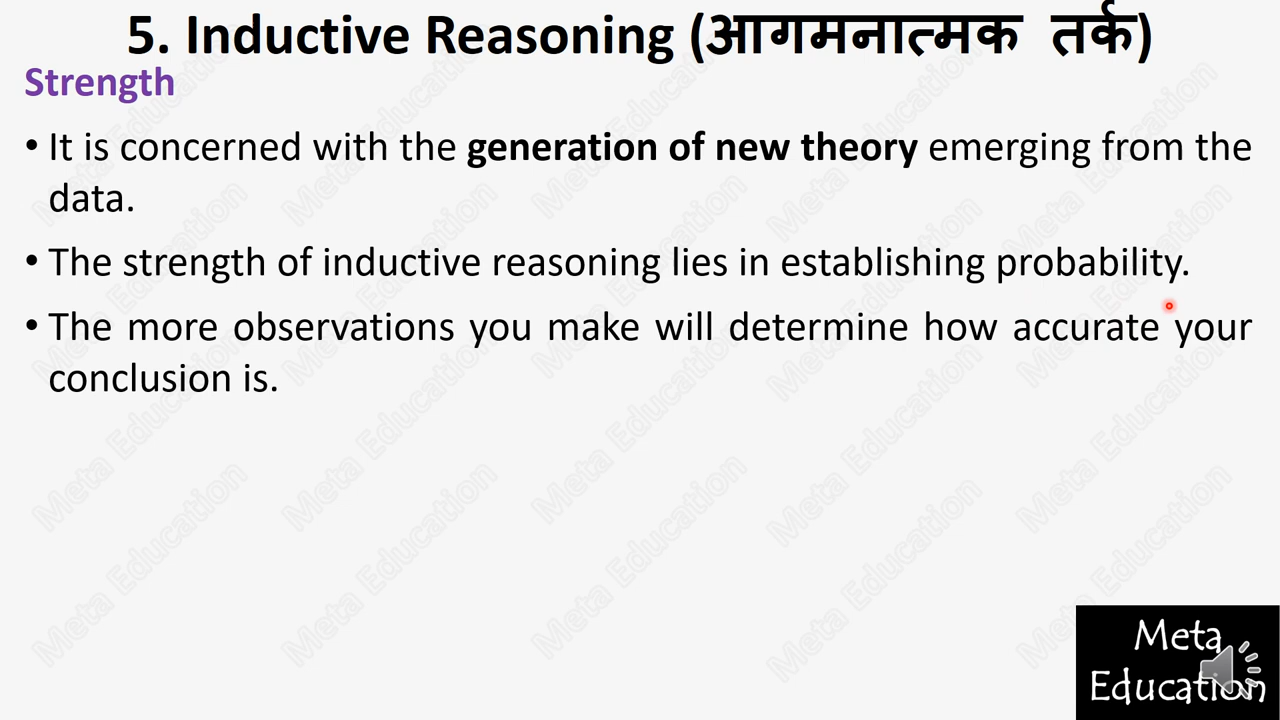 5. Inductive Reasoning (आगमनात्मक तर्क)
Strength
• It is concerned with the generation of new theory emerging from the
data.
• The strength of inductive reasoning lies in establishing probability.
• The more observations you make will determine how accurate your
conclusion is.
Meta
Education